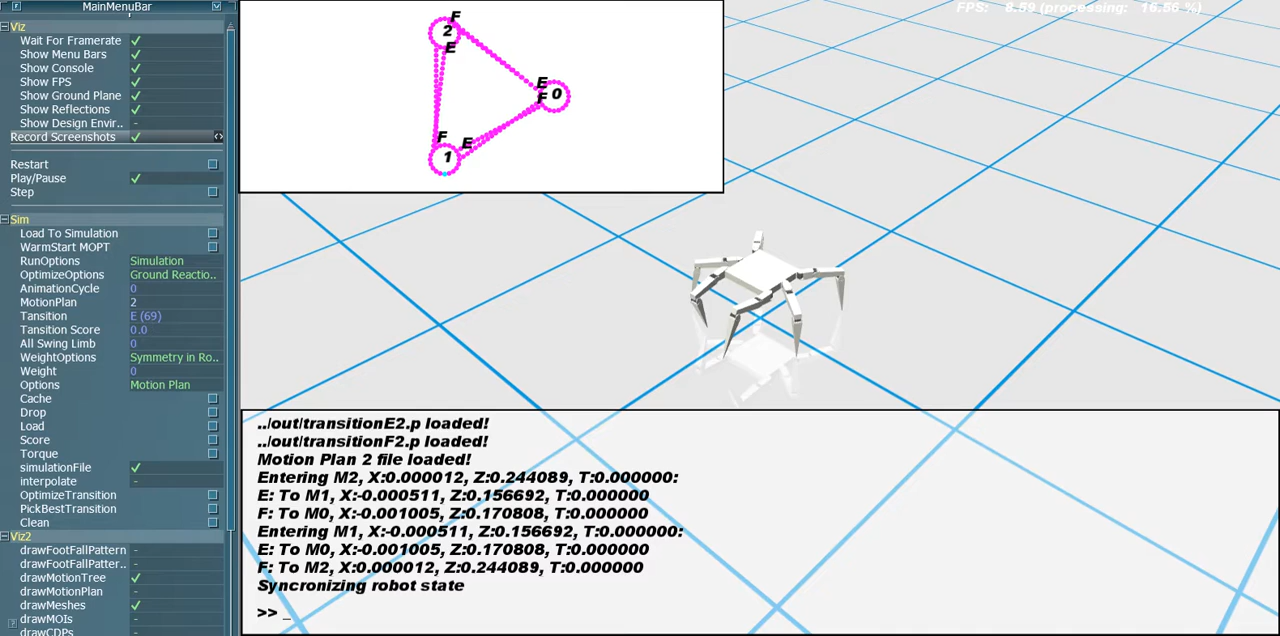 MainMenuBar
Viz
Wait For Framerate
Show Menu Bars
Show Console
Show FPS
Show Ground Plane
Show Reflections
Show Design Envir.. -
Record Screenshots
Restart
Play/Pause
Step
Sim
Load To Simulation
WarmStart MOPT
RunOptions Simulation
OptimizeOptions Ground Reactio..
AnimationCycle 0
MotionPlan 2
Transition E (69)
Transition Score 0.0
All Swing Limb 0
WeightOptions Symmetry in Ro..
Weight 0
Options Motion Plan
Cache
Drop
Load
Score
Torque
simulationFile
interpolate -
OptimizeTransition
PickBestTransition
Clean
Viz2
drawFootFallPattern -
drawFootFallPatter.. -
drawMotionTree
drawMotionPlan -
drawMeshes
drawMOIs -
drawCDPs
F
2
E
E
F 0
F
E
1
FPS: 8.59 (processing: 16.56 %)
../out/transitionE2.p loaded!
../out/transitionF2.p loaded!
Motion Plan 2 file loaded!
Entering M2, X:0.000012, Z:0.244089, T:0.000000:
E: To M1, X:-0.000511, Z:0.156692, T:0.000000
F: To M0, X:-0.001005, Z:0.170808, T:0.000000
Entering M1, X:-0.000511, Z:0.156692, T:0.000000:
E: To M0, X:-0.001005, Z:0.170808, T:0.000000
F: To M2, X:0.000012, Z:0.244089, T:0.000000
Syncronizing robot state
>> _